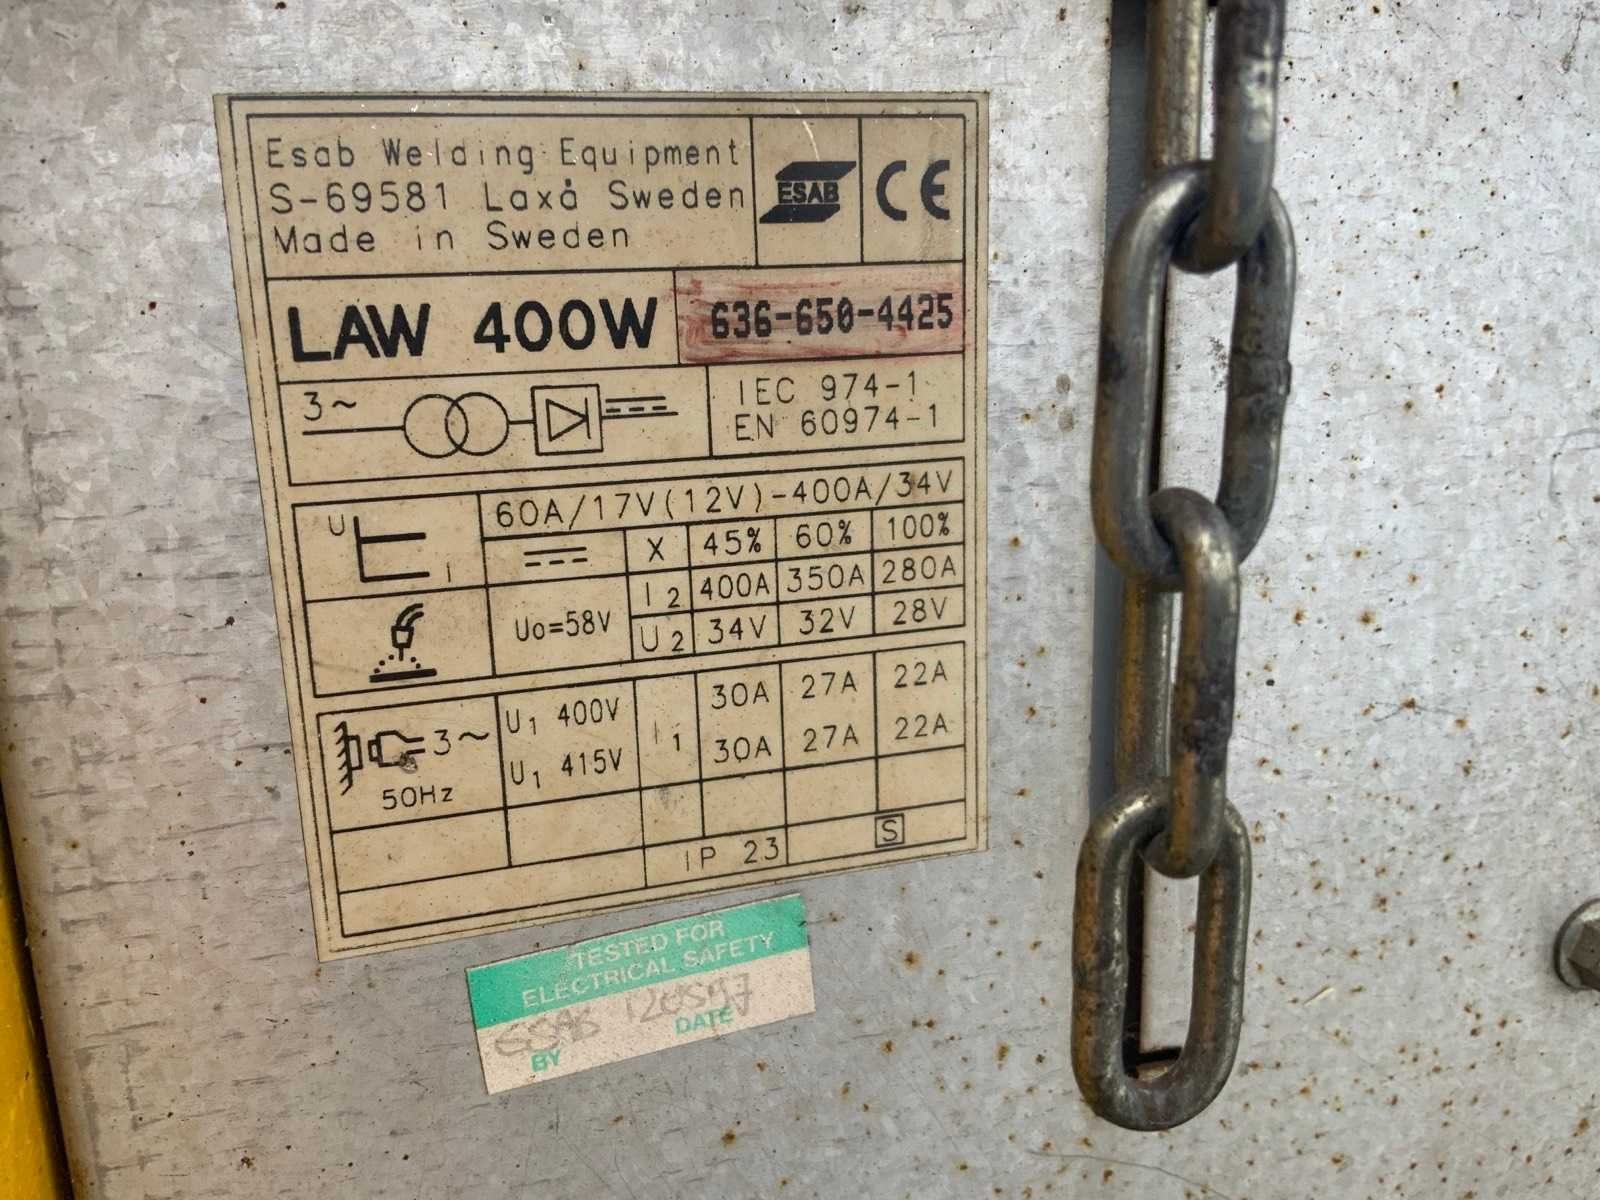 Esab Welding Equipment
S-69581 Laxå Sweden
Made in Sweden
ESAB
CE
LAW 400W
636-650-4425
3~
IEC 974-1
EN 60974-1
60A/17V(12V)-400A/34V
U
I
X 45% 60% 100%
I2 400A 350A 280A
Uo=58V
U2 34V 32V 28V
3~
50Hz
U1 400V
U1 415V
I1
30A 27A 22A
30A 27A 22A
IP 23
S
TESTED FOR
ELECTRICAL SAFETY
ESAB 120597
BY DATE